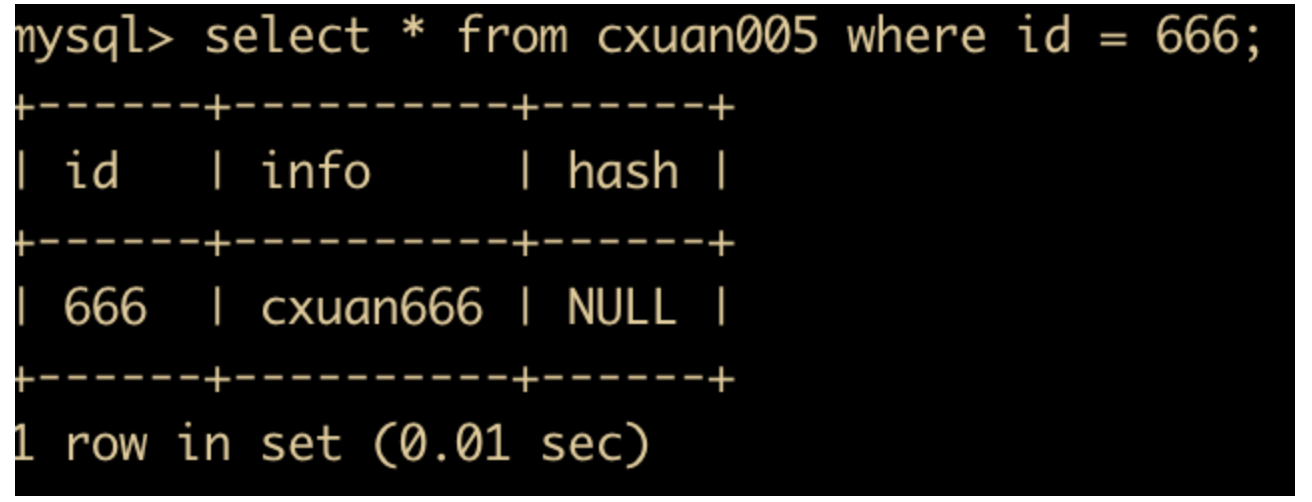 mysql> select * from cxuan005 where id = 666;
+------+----------+------+
| id   | info     | hash |
+------+----------+------+
| 666  | cxuan666 | NULL |
+------+----------+------+
1 row in set (0.01 sec)